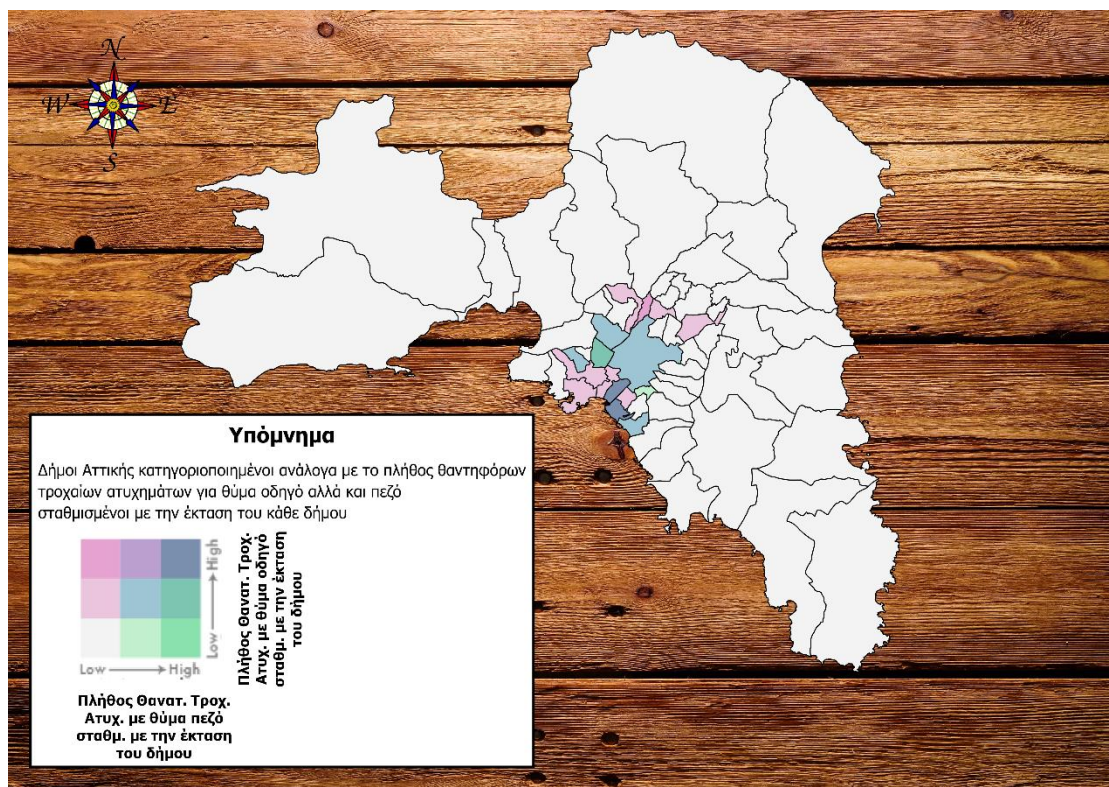 N
W E
S
Υπόμνημα
Δήμοι Αττικής κατηγοριοποιημένοι ανάλογα με το πλήθος θαντηφόρων
τροχαίων ατυχημάτων για θύμα οδηγό αλλά και πεζό
σταθμισμένοι με την έκταση του κάθε δήμου
Low → High
Low → High
Πλήθος Θανατ. Τροχ.
Ατυχ. με θύμα οδηγό
σταθμ. με την έκταση
του δήμου
Πλήθος Θανατ. Τροχ.
Ατυχ. με θύμα πεζό
σταθμ. με την έκταση
του δήμου